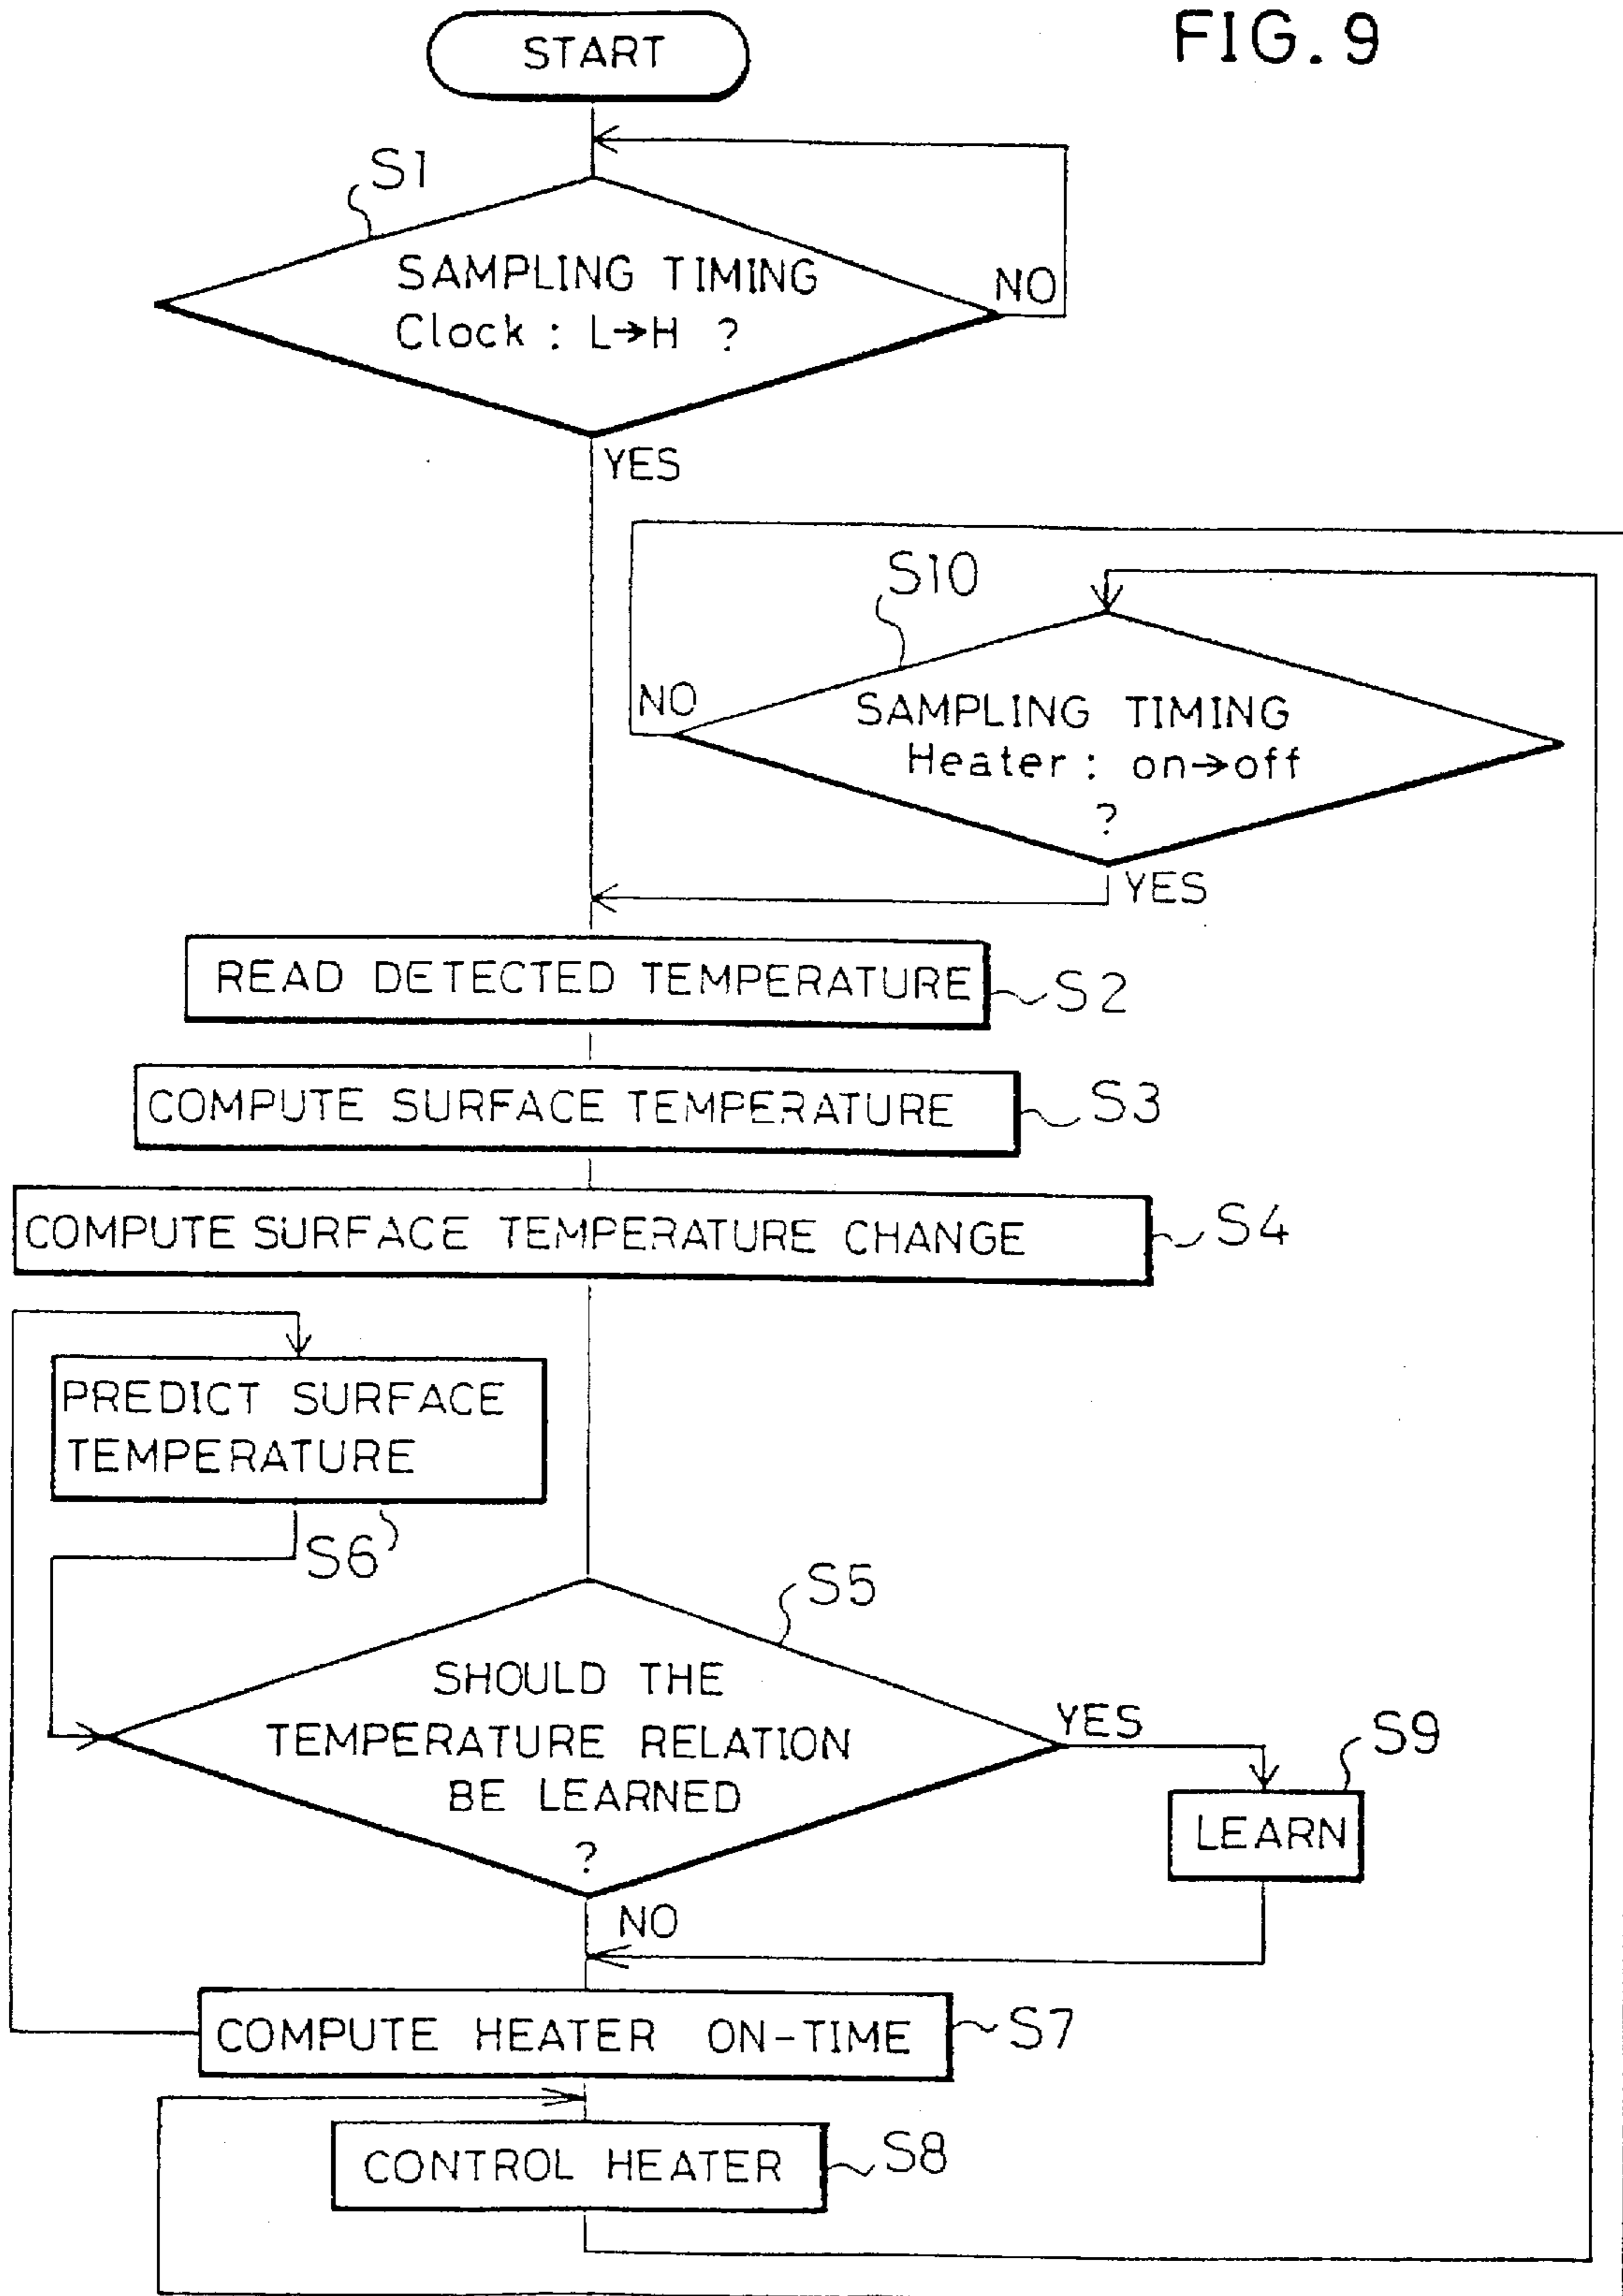 FIG. 9
START
S1
SAMPLING TIMING
Clock : L→H ?
NO
YES
S10
NO
SAMPLING TIMING
Heater : on→off
?
YES
READ DETECTED TEMPERATURE
S2
COMPUTE SURFACE TEMPERATURE
S3
COMPUTE SURFACE TEMPERATURE CHANGE
S4
PREDICT SURFACE
TEMPERATURE
S6
S5
SHOULD THE
TEMPERATURE RELATION
BE LEARNED
?
YES
S9
LEARN
NO
COMPUTE HEATER ON-TIME
S7
CONTROL HEATER
S8